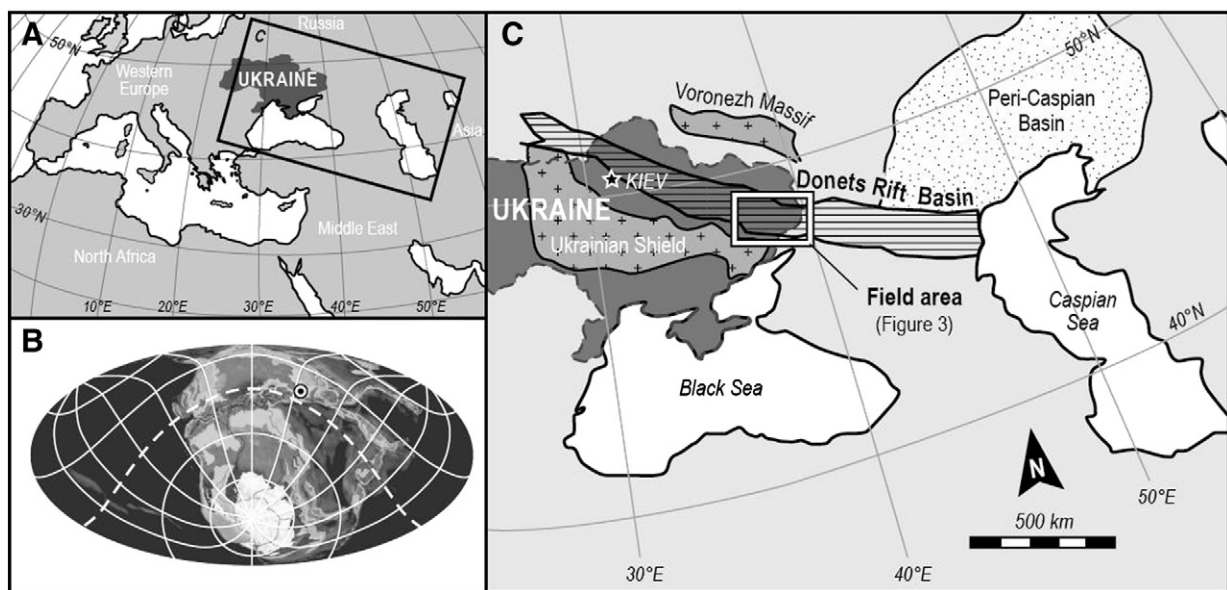 A
50°N
Russia
C
Western
Europe
UKRAINE
Asia
30°N
Middle East
North Africa
10°E
20°E
30°E
40°E
50°E
B
C
50°N
Voronezh Massif
Peri-Caspian
Basin
KIEV
Donets Rift Basin
UKRAINE
Ukrainian Shield
Field area
(Figure 3)
Caspian
Sea
40°N
Black Sea
N
50°E
500 km
30°E
40°E